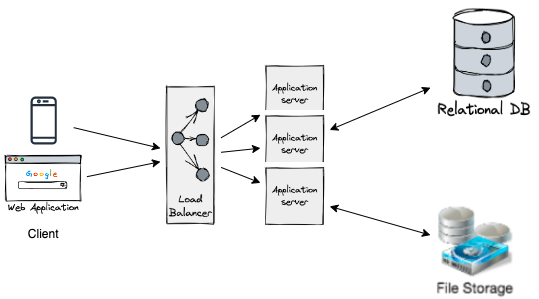 Google
Web Application
Client
Load
Balancer
Application
server
Application
server
Application
server
Relational DB
File Storage